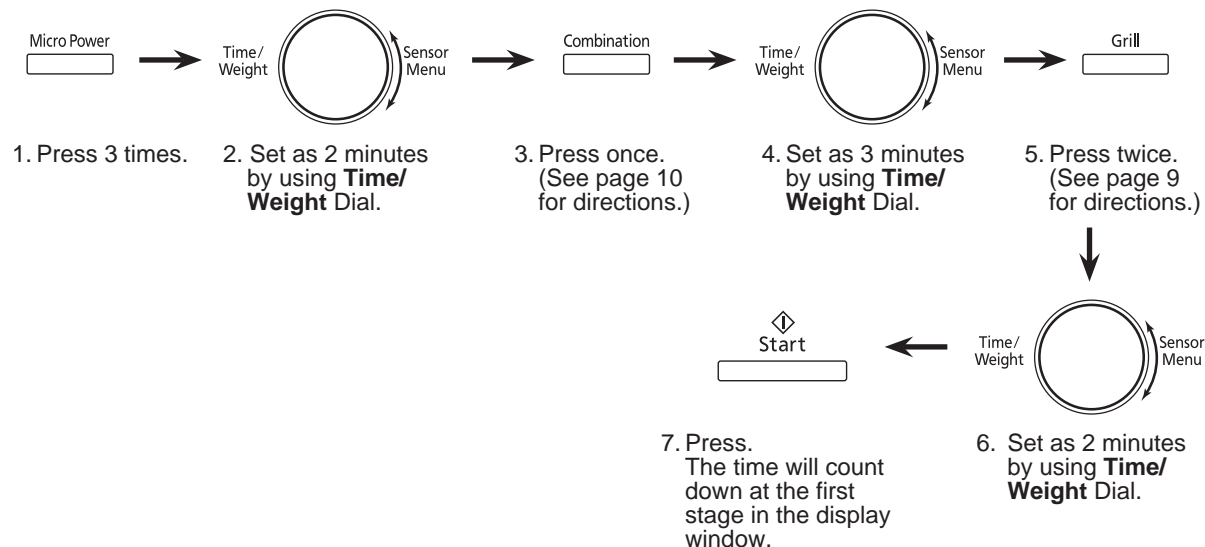 Micro Power
Time/
Weight
Sensor
Menu
Combination
Time/
Weight
Sensor
Menu
Grill
1. Press 3 times.
2. Set as 2 minutes
by using Time/
Weight Dial.
3. Press once.
(See page 10
for directions.)
4. Set as 3 minutes
by using Time/
Weight Dial.
5. Press twice.
(See page 9
for directions.)
Time/
Weight
Sensor
Menu
6. Set as 2 minutes
by using Time/
Weight Dial.
Start
7. Press.
The time will count
down at the first
stage in the display
window.